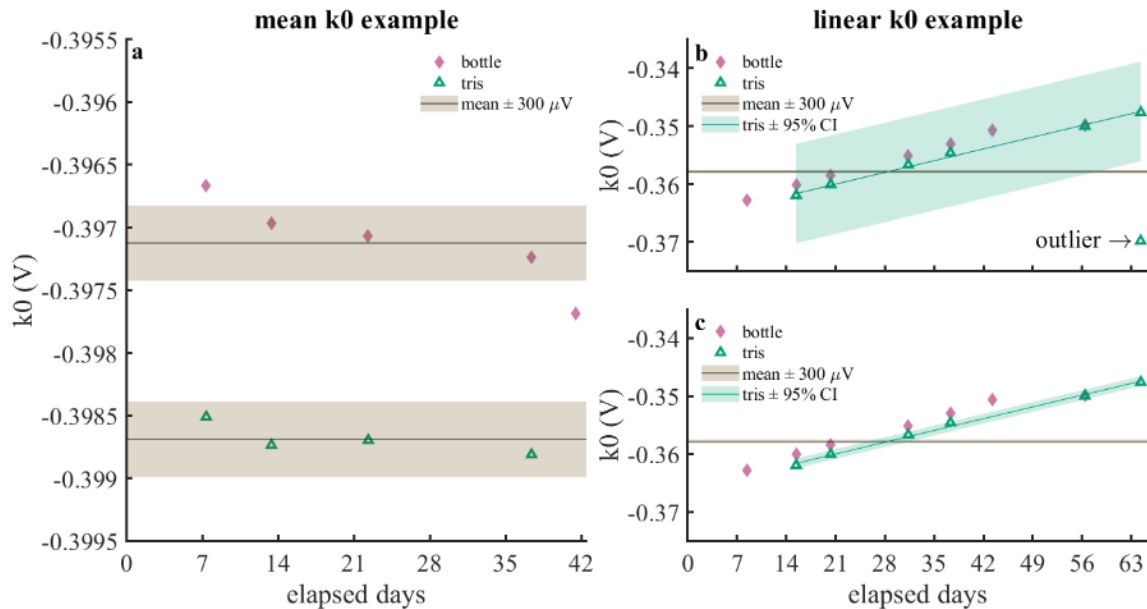 mean k0 example
a
bottle
tris
mean ± 300 μV
k0 (V)
-0.3955
-0.396
-0.3965
-0.397
-0.3975
-0.398
-0.3985
-0.399
-0.3995
0 7 14 21 28 35 42
elapsed days
linear k0 example
b
bottle
tris
mean ± 300 μV
tris ± 95% CI
outlier →
k0 (V)
-0.34
-0.35
-0.36
-0.37
c
bottle
tris
mean ± 300 μV
tris ± 95% CI
k0 (V)
-0.34
-0.35
-0.36
-0.37
0 7 14 21 28 35 42 49 56 63
elapsed days